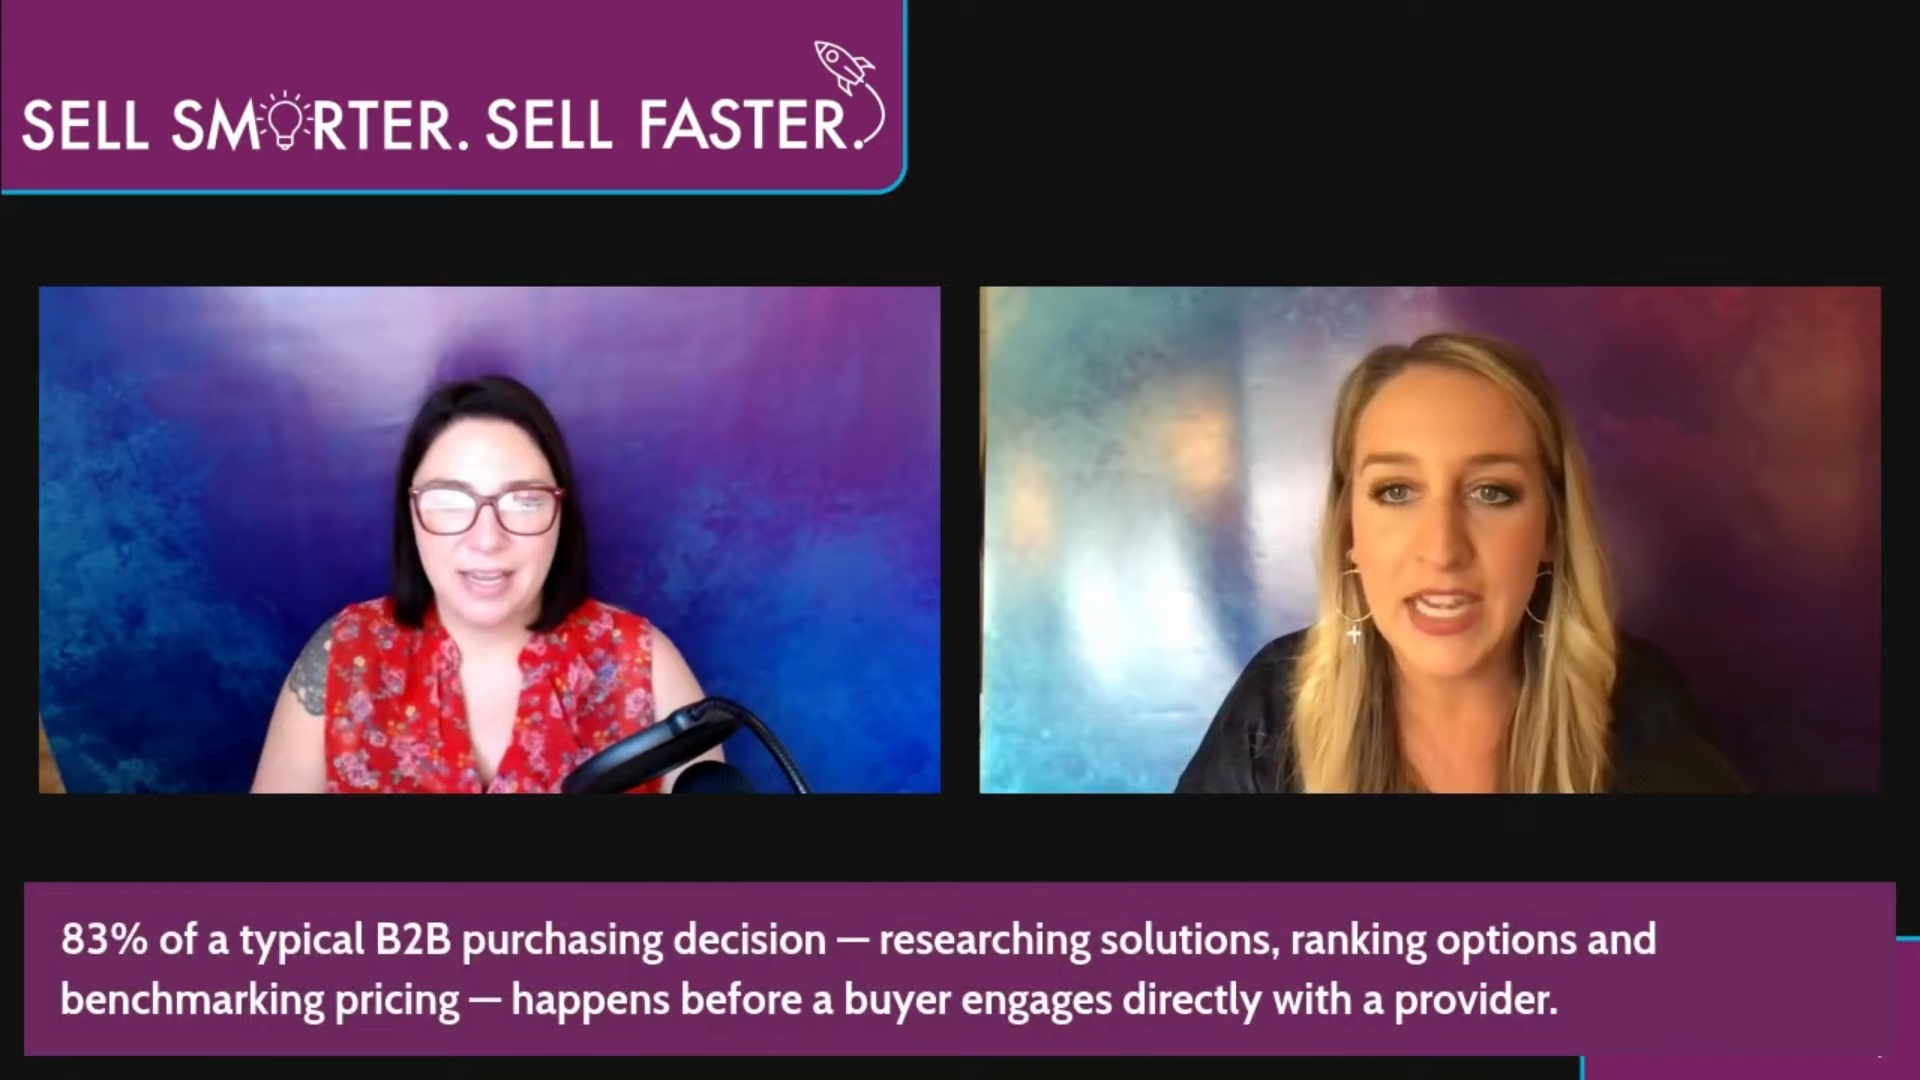 SELL SMARTER. SELL FASTER.
83% of a typical B2B purchasing decision — researching solutions, ranking options and
benchmarking pricing — happens before a buyer engages directly with a provider.